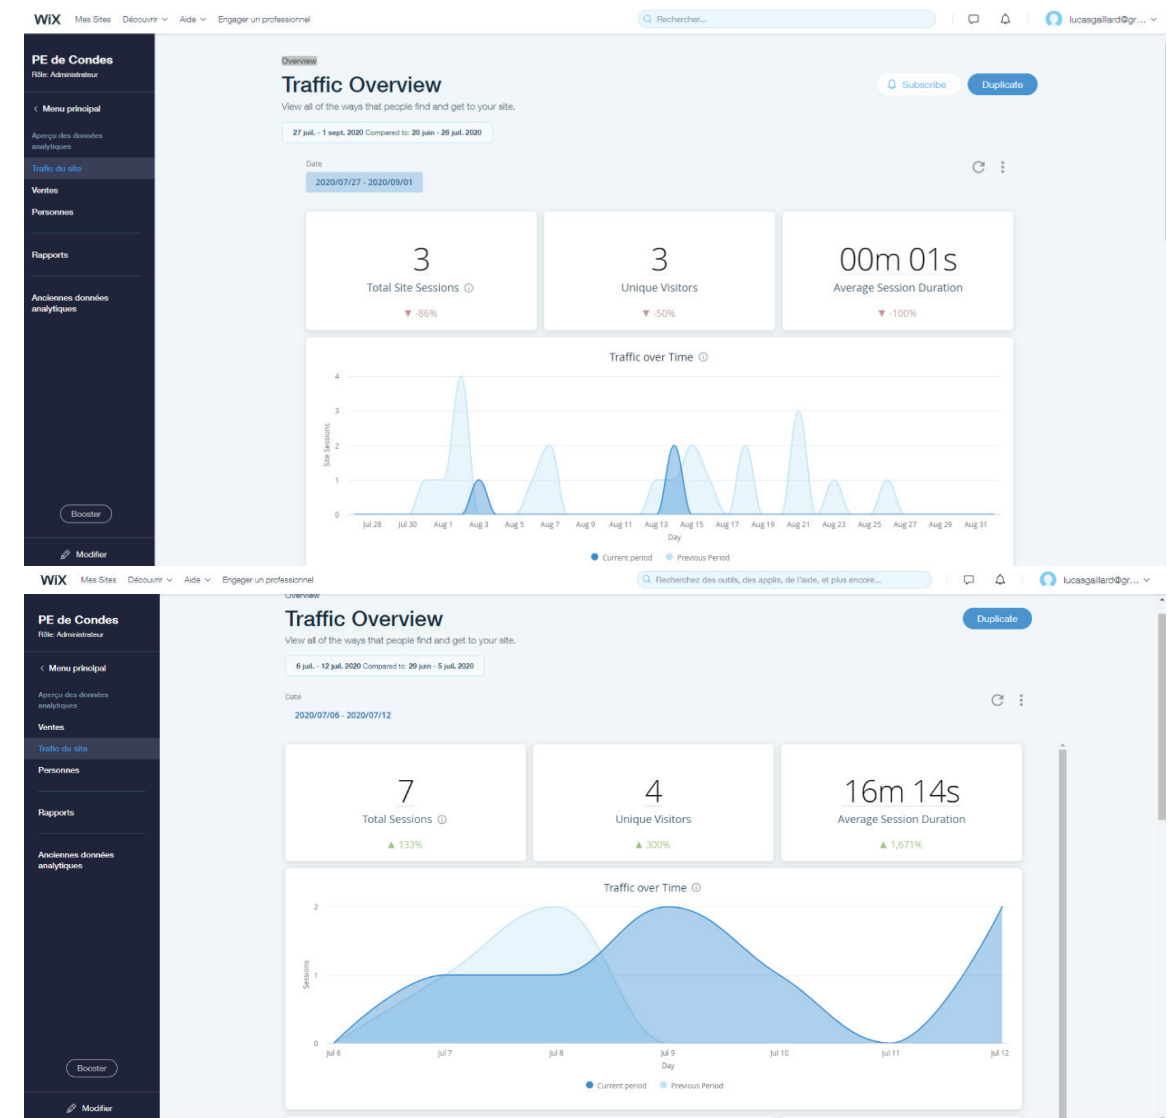 WiX Mes Sites Découvrir Aide Engager un professionnel Rechercher... lucasgaillard@gr...
PE de Condes
Rôle: Administrateur
Menu principal
Aperçu des données
analytiques
Trafic du site
Ventes
Personnes
Rapports
Anciennes données
analytiques
Booster
Modifier
Overview
Traffic Overview
View all of the ways that people find and get to your site.
Subscribe Duplicate
27 juil. - 1 sept. 2020 Compared to: 20 juin - 26 juil. 2020
Date
2020/07/27 - 2020/09/01
3 3 00m 01s
Total Site Sessions Unique Visitors Average Session Duration
▼ -86% ▼ -50% ▼ -100%
Traffic over Time
4
3
2
1
0
Site Sessions
Jul 28 Jul 30 Aug 1 Aug 3 Aug 5 Aug 7 Aug 9 Aug 11 Aug 13 Aug 15 Aug 17 Aug 19 Aug 21 Aug 23 Aug 25 Aug 27 Aug 29 Aug 31
Day
Current period Previous Period
WiX Mes Sites Découvrir Aide Engager un professionnel Recherchez des outils, des applis, de l'aide, et plus encore... lucasgaillard@gr...
PE de Condes
Rôle: Administrateur
Menu principal
Aperçu des données
analytiques
Ventes
Trafic du site
Personnes
Rapports
Anciennes données
analytiques
Booster
Modifier
Overview
Traffic Overview
View all of the ways that people find and get to your site.
Duplicate
6 juil. - 12 juil. 2020 Compared to: 29 juin - 5 juil. 2020
Date
2020/07/06 - 2020/07/12
7 4 16m 14s
Total Sessions Unique Visitors Average Session Duration
▲ 133% ▲ 300% ▲ 1,671%
Traffic over Time
2
1
0
Sessions
Jul 6 Jul 7 Jul 8 Jul 9 Jul 10 Jul 11 Jul 12
Day
Current period Previous Period